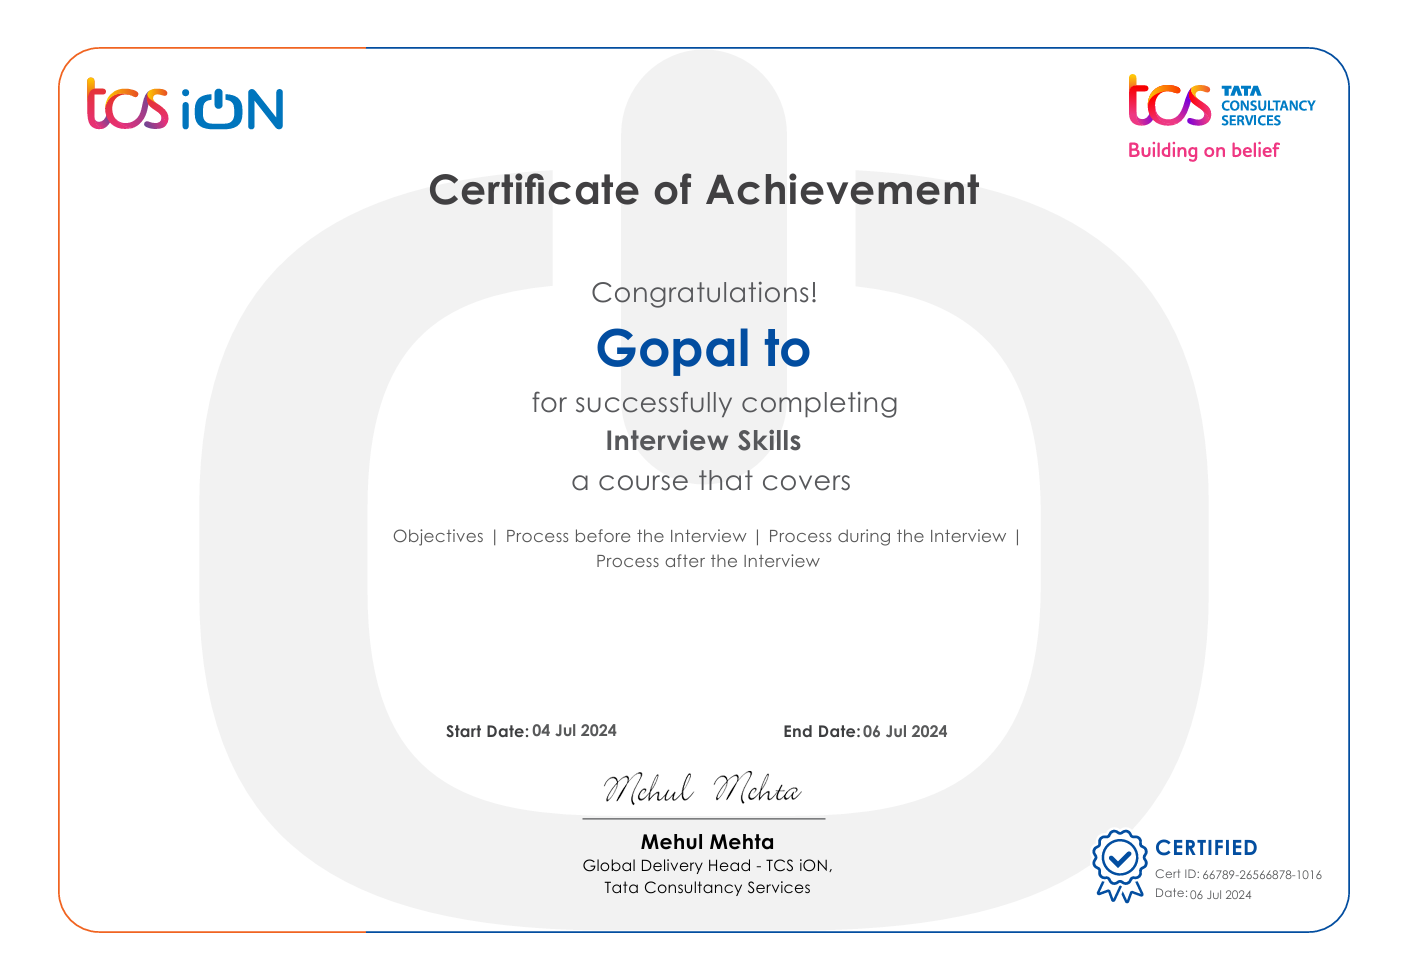 tcs iON
tcs TATA
CONSULTANCY
SERVICES
Building on belief
Certificate of Achievement
Congratulations!
Gopal to
for successfully completing
Interview Skills
a course that covers
Objectives | Process before the Interview | Process during the Interview |
Process after the Interview
Start Date: 04 Jul 2024
End Date: 06 Jul 2024
Mehul Mehta
Mehul Mehta
Global Delivery Head - TCS iON,
Tata Consultancy Services
CERTIFIED
Cert ID: 66789-26566878-1016
Date: 06 Jul 2024